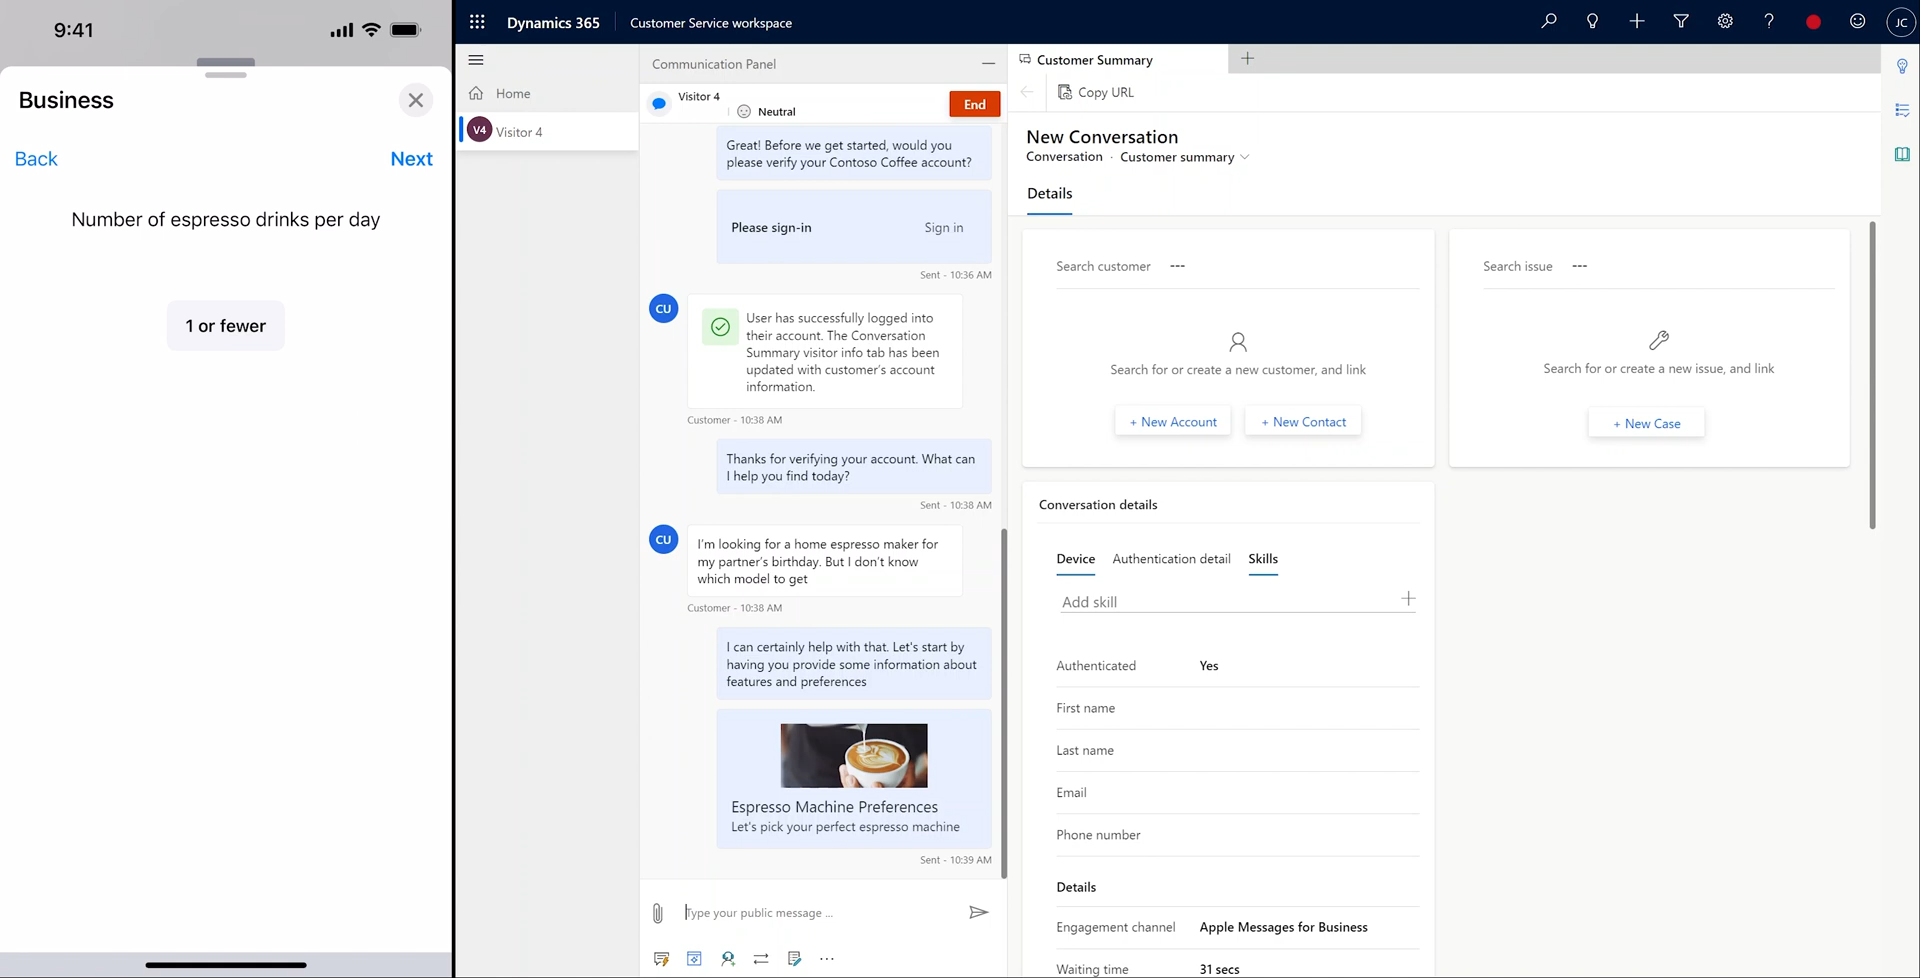 9:41
Business
Back
Next
Number of espresso drinks per day
1 or fewer
Dynamics 365
Customer Service workspace
JC
Home
V4
Visitor 4
Communication Panel
Visitor 4
Neutral
End
Great! Before we get started, would you
please verify your Contoso Coffee account?
Please sign-in
Sign in
Sent - 10:36 AM
CU
User has successfully logged into
their account. The Conversation
Summary visitor info tab has been
updated with customer's account
information.
Customer - 10:38 AM
Thanks for verifying your account. What can
I help you find today?
Sent - 10:38 AM
CU
I'm looking for a home espresso maker for
my partner's birthday. But I don't know
which model to get
Customer - 10:38 AM
I can certainly help with that. Let's start by
having you provide some information about
features and preferences
Espresso Machine Preferences
Let's pick your perfect espresso machine
Sent - 10:39 AM
Type your public message ...
Customer Summary
Copy URL
New Conversation
Conversation · Customer summary
Details
Search customer ---
Search for or create a new customer, and link
+ New Account
+ New Contact
Search issue ---
Search for or create a new issue, and link
+ New Case
Conversation details
Device
Authentication detail
Skills
Add skill
Authenticated Yes
First name
Last name
Email
Phone number
Details
Engagement channel Apple Messages for Business
Waiting time 31 secs